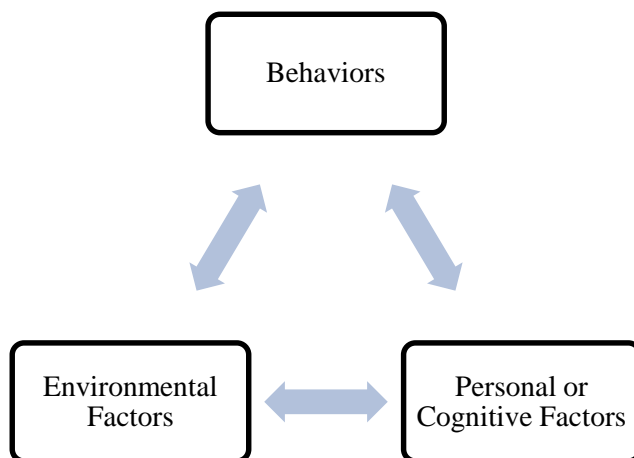 Behaviors
Environmental
Factors
Personal or
Cognitive Factors